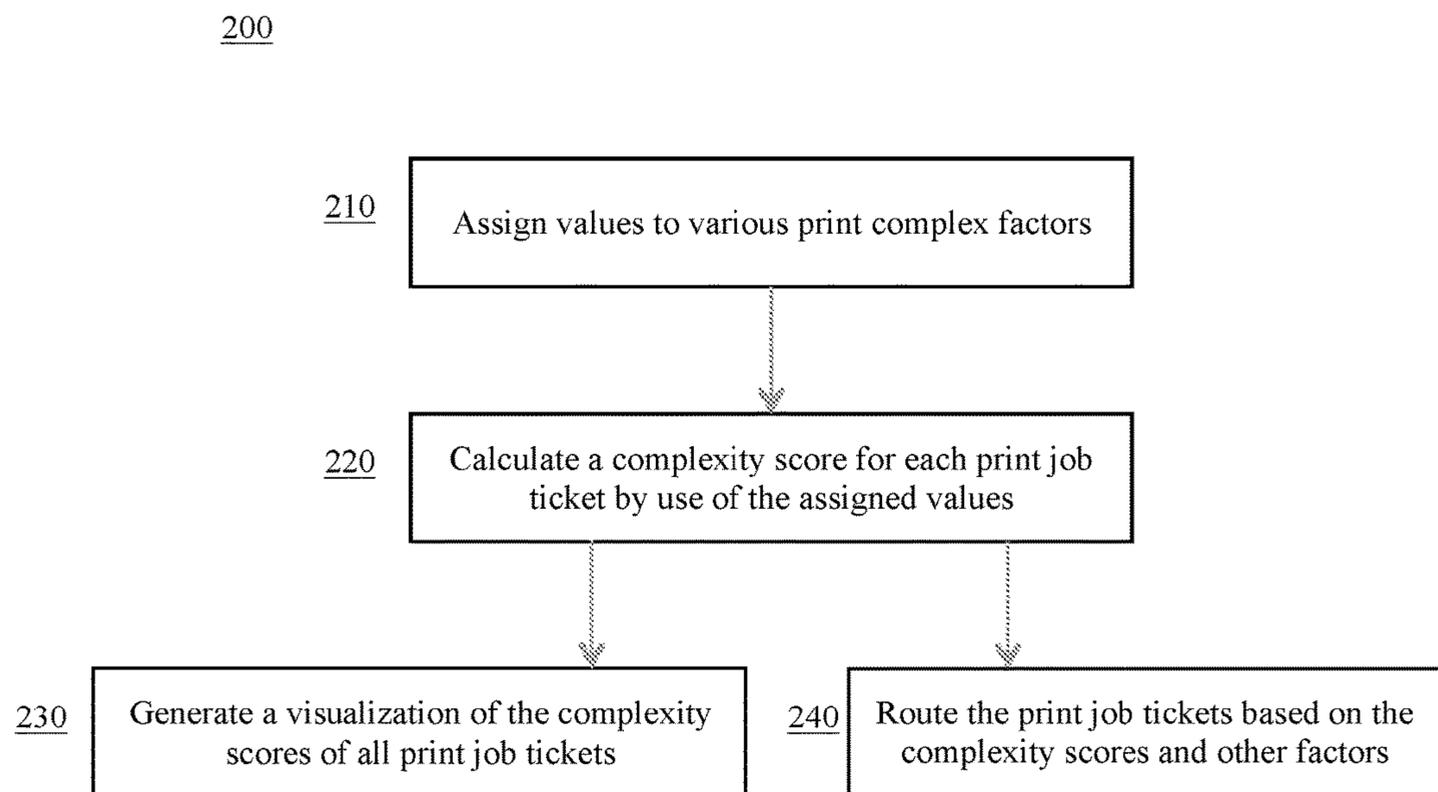 200
210
Assign values to various print complex factors
220
Calculate a complexity score for each print job
ticket by use of the assigned values
230
Generate a visualization of the complexity
scores of all print job tickets
240
Route the print job tickets based on the
complexity scores and other factors